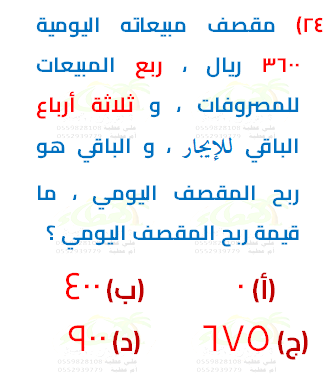 ٢٤) مقصف مبيعاته اليومية
٣٦٠٠ ريال ، ربع المبيعات
للمصروفات ، و ثلاثة أرباع
الباقي للإيجار ، و الباقي هو
ربح المقصف اليومي ، ما
قيمة ربح المقصف اليومي ؟
(أ) ٠ (ب) ٤٠٠
(ج) ٦٧٥ (د) ٩٠٠